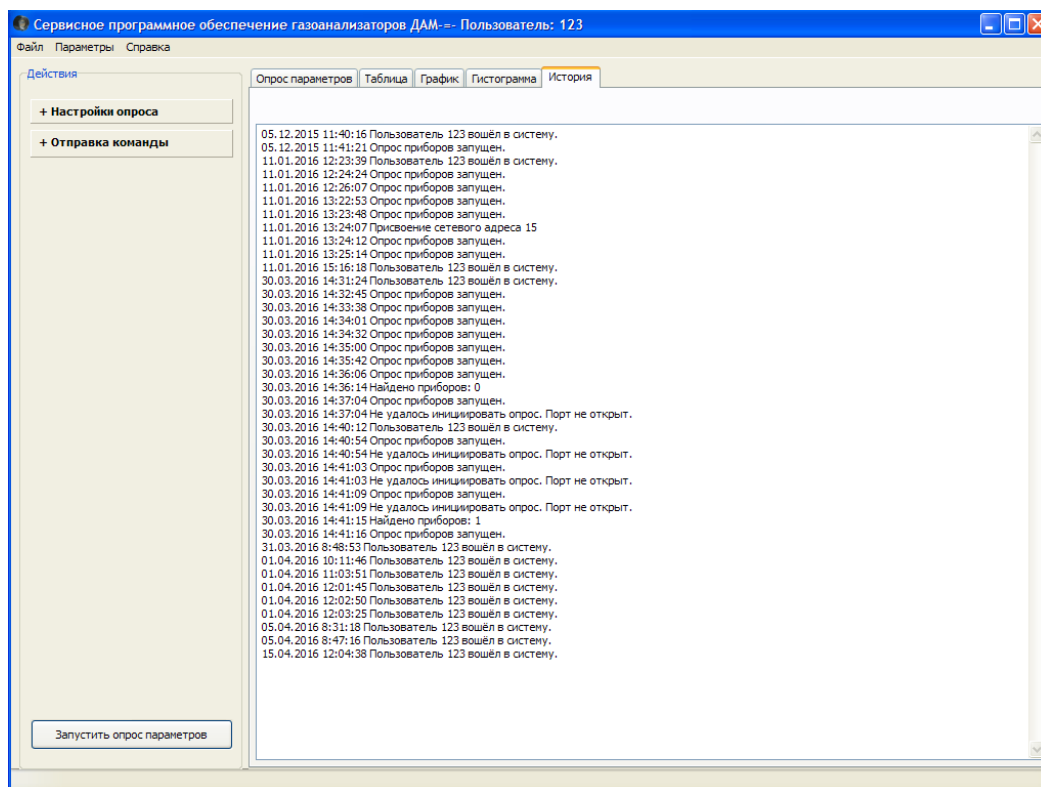 Сервисное программное обеспечение газоанализаторов ДАМ-=- Пользователь: 123
Файл Параметры Справка
Действия
+ Настройки опроса
+ Отправка команды
Запустить опрос параметров
Опрос параметров Таблица График Гистограмма История
05.12.2015 11:40:16 Пользователь 123 вошёл в систему.
05.12.2015 11:41:21 Опрос приборов запущен.
11.01.2016 12:23:39 Пользователь 123 вошёл в систему.
11.01.2016 12:24:24 Опрос приборов запущен.
11.01.2016 12:26:07 Опрос приборов запущен.
11.01.2016 13:22:53 Опрос приборов запущен.
11.01.2016 13:23:48 Опрос приборов запущен.
11.01.2016 13:24:07 Присвоение сетевого адреса 15
11.01.2016 13:24:12 Опрос приборов запущен.
11.01.2016 13:25:14 Опрос приборов запущен.
11.01.2016 15:16:18 Пользователь 123 вошёл в систему.
30.03.2016 14:31:24 Пользователь 123 вошёл в систему.
30.03.2016 14:32:45 Опрос приборов запущен.
30.03.2016 14:33:38 Опрос приборов запущен.
30.03.2016 14:34:01 Опрос приборов запущен.
30.03.2016 14:34:32 Опрос приборов запущен.
30.03.2016 14:35:00 Опрос приборов запущен.
30.03.2016 14:35:42 Опрос приборов запущен.
30.03.2016 14:36:06 Опрос приборов запущен.
30.03.2016 14:36:14 Найдено приборов: 0
30.03.2016 14:37:04 Опрос приборов запущен.
30.03.2016 14:37:04 Не удалось инициировать опрос. Порт не открыт.
30.03.2016 14:40:12 Пользователь 123 вошёл в систему.
30.03.2016 14:40:54 Опрос приборов запущен.
30.03.2016 14:40:54 Не удалось инициировать опрос. Порт не открыт.
30.03.2016 14:41:03 Опрос приборов запущен.
30.03.2016 14:41:03 Не удалось инициировать опрос. Порт не открыт.
30.03.2016 14:41:09 Опрос приборов запущен.
30.03.2016 14:41:09 Не удалось инициировать опрос. Порт не открыт.
30.03.2016 14:41:15 Найдено приборов: 1
30.03.2016 14:41:16 Опрос приборов запущен.
31.03.2016 8:48:53 Пользователь 123 вошёл в систему.
01.04.2016 10:11:46 Пользователь 123 вошёл в систему.
01.04.2016 11:03:51 Пользователь 123 вошёл в систему.
01.04.2016 12:01:45 Пользователь 123 вошёл в систему.
01.04.2016 12:02:50 Пользователь 123 вошёл в систему.
01.04.2016 12:03:25 Пользователь 123 вошёл в систему.
05.04.2016 8:31:18 Пользователь 123 вошёл в систему.
05.04.2016 8:47:16 Пользователь 123 вошёл в систему.
15.04.2016 12:04:38 Пользователь 123 вошёл в систему.